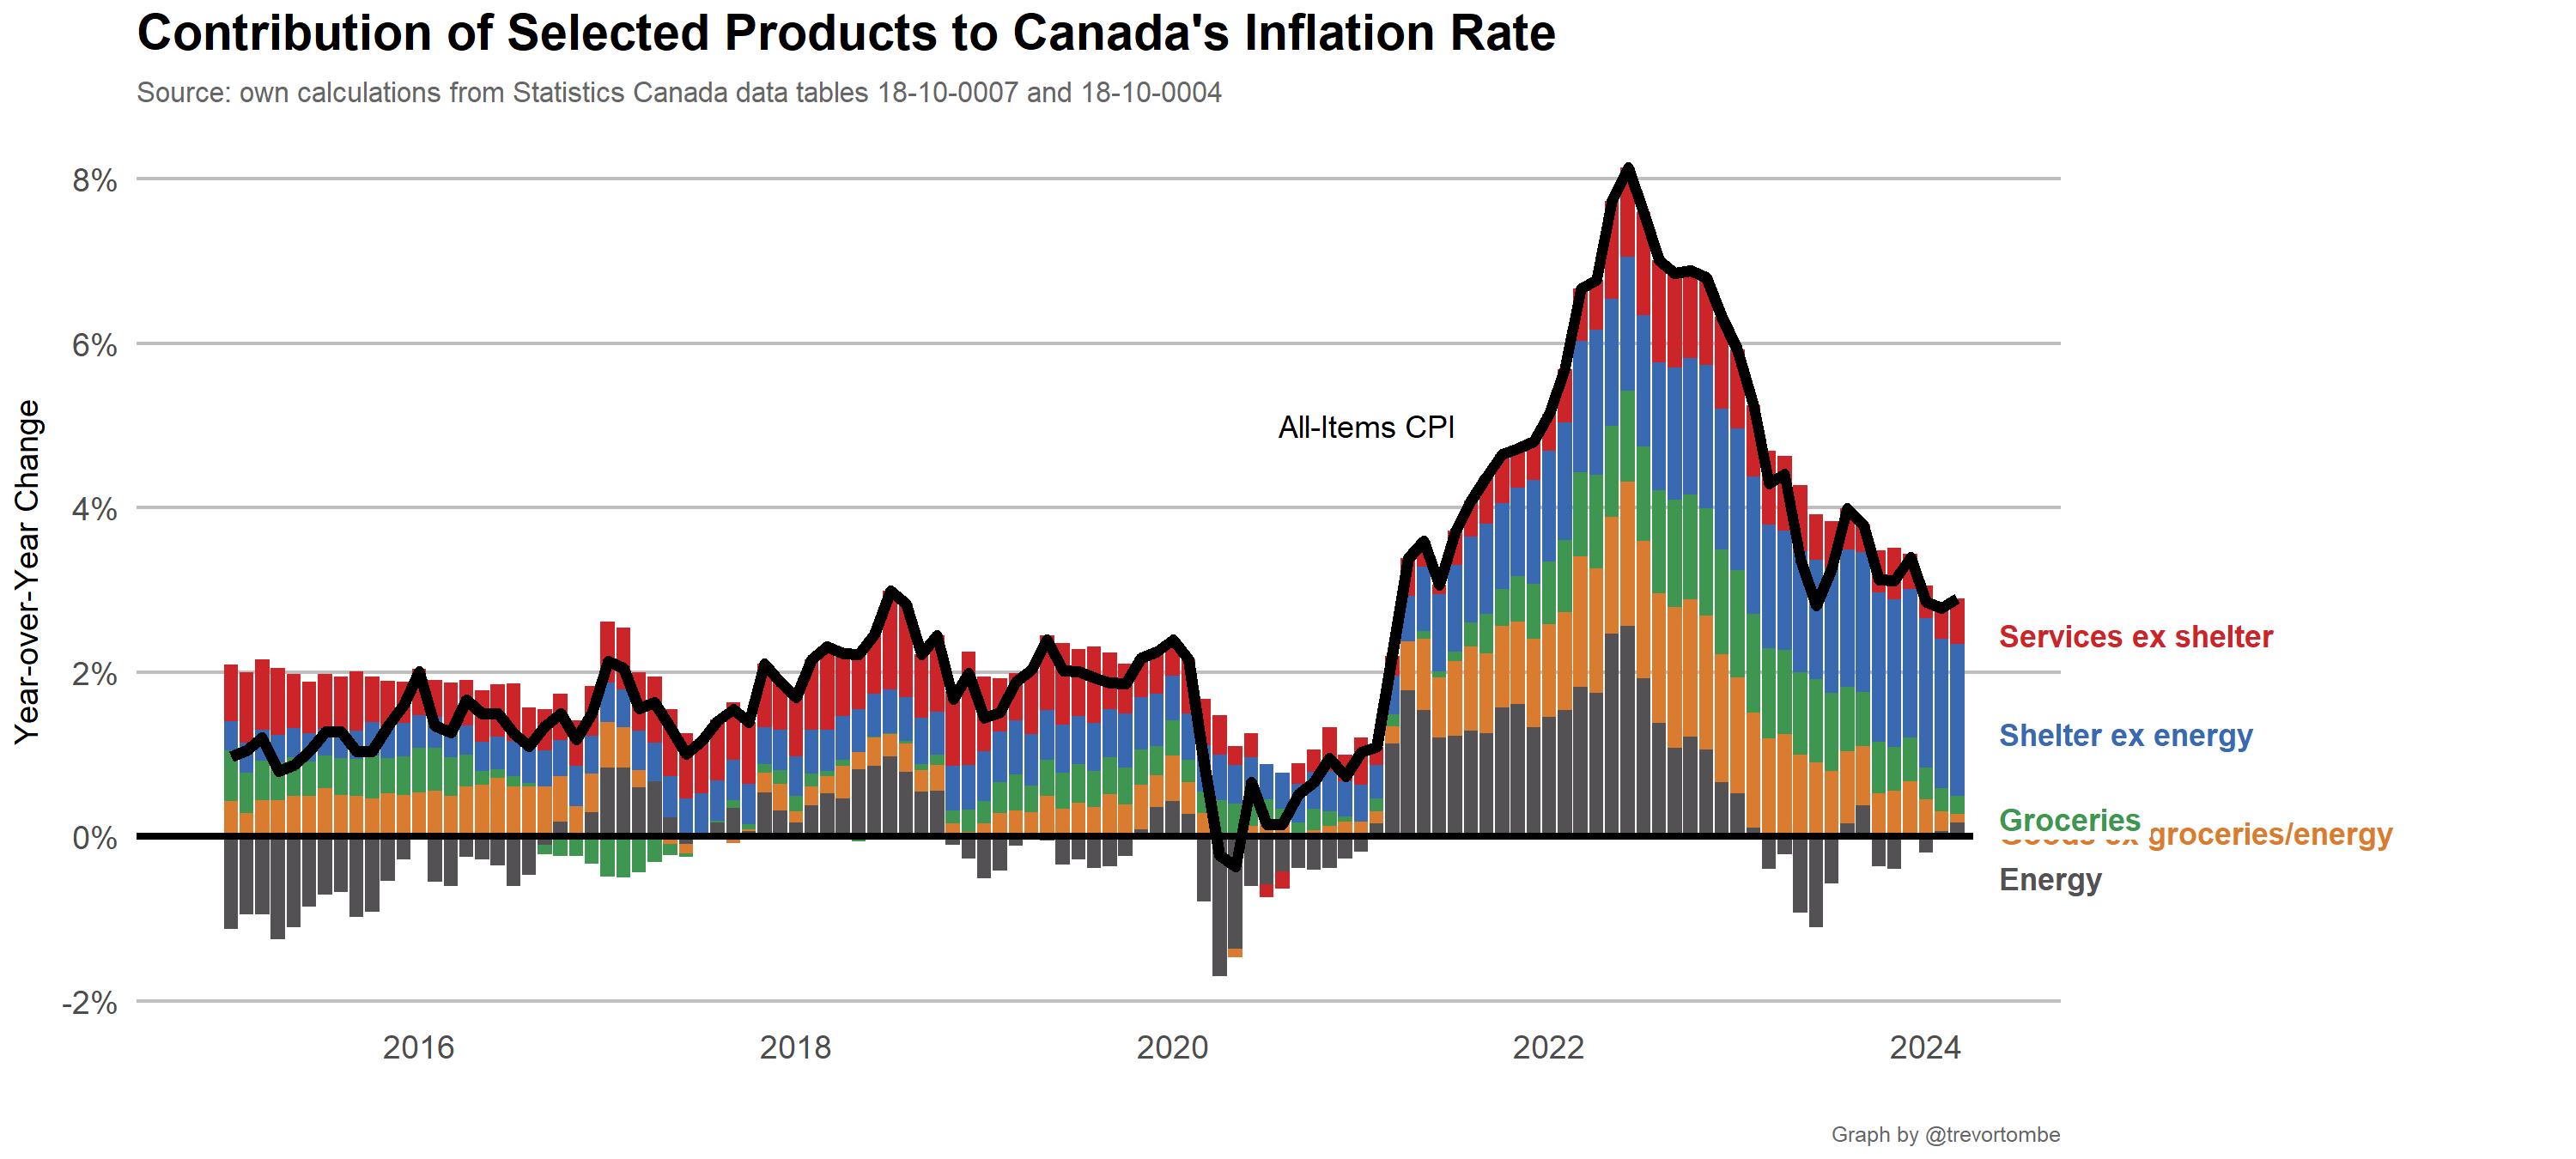 Contribution of Selected Products to Canada's Inflation Rate
Source: own calculations from Statistics Canada data tables 18-10-0007 and 18-10-0004
Year-over-Year Change
8%
6%
4%
2%
0%
-2%
All-Items CPI
Services ex shelter
Shelter ex energy
Groceries
Goods ex groceries/energy
Energy
2016 2018 2020 2022 2024
Graph by @trevortombe